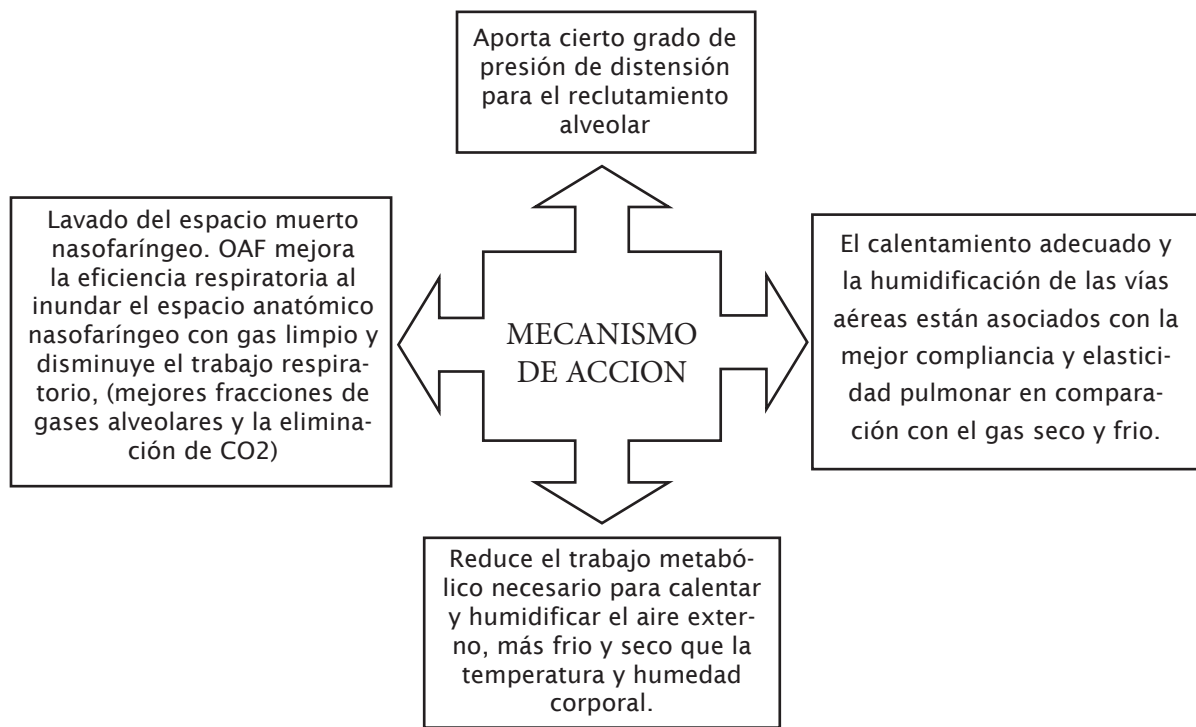 Aporta cierto grado de
presión de distensión
para el reclutamiento
alveolar
Lavado del espacio muerto
nasofaríngeo. OAF mejora
la eficiencia respiratoria al
inundar el espacio anatómico
nasofaríngeo con gas limpio y
disminuye el trabajo respira-
torio, (mejores fracciones de
gases alveolares y la elimina-
ción de CO2)
MECANISMO
DE ACCION
El calentamiento adecuado y
la humidificación de las vías
aéreas están asociados con la
mejor compliancia y elastici-
dad pulmonar en compara-
ción con el gas seco y frio.
Reduce el trabajo metabó-
lico necesario para calentar
y humidificar el aire exter-
no, más frio y seco que la
temperatura y humedad
corporal.